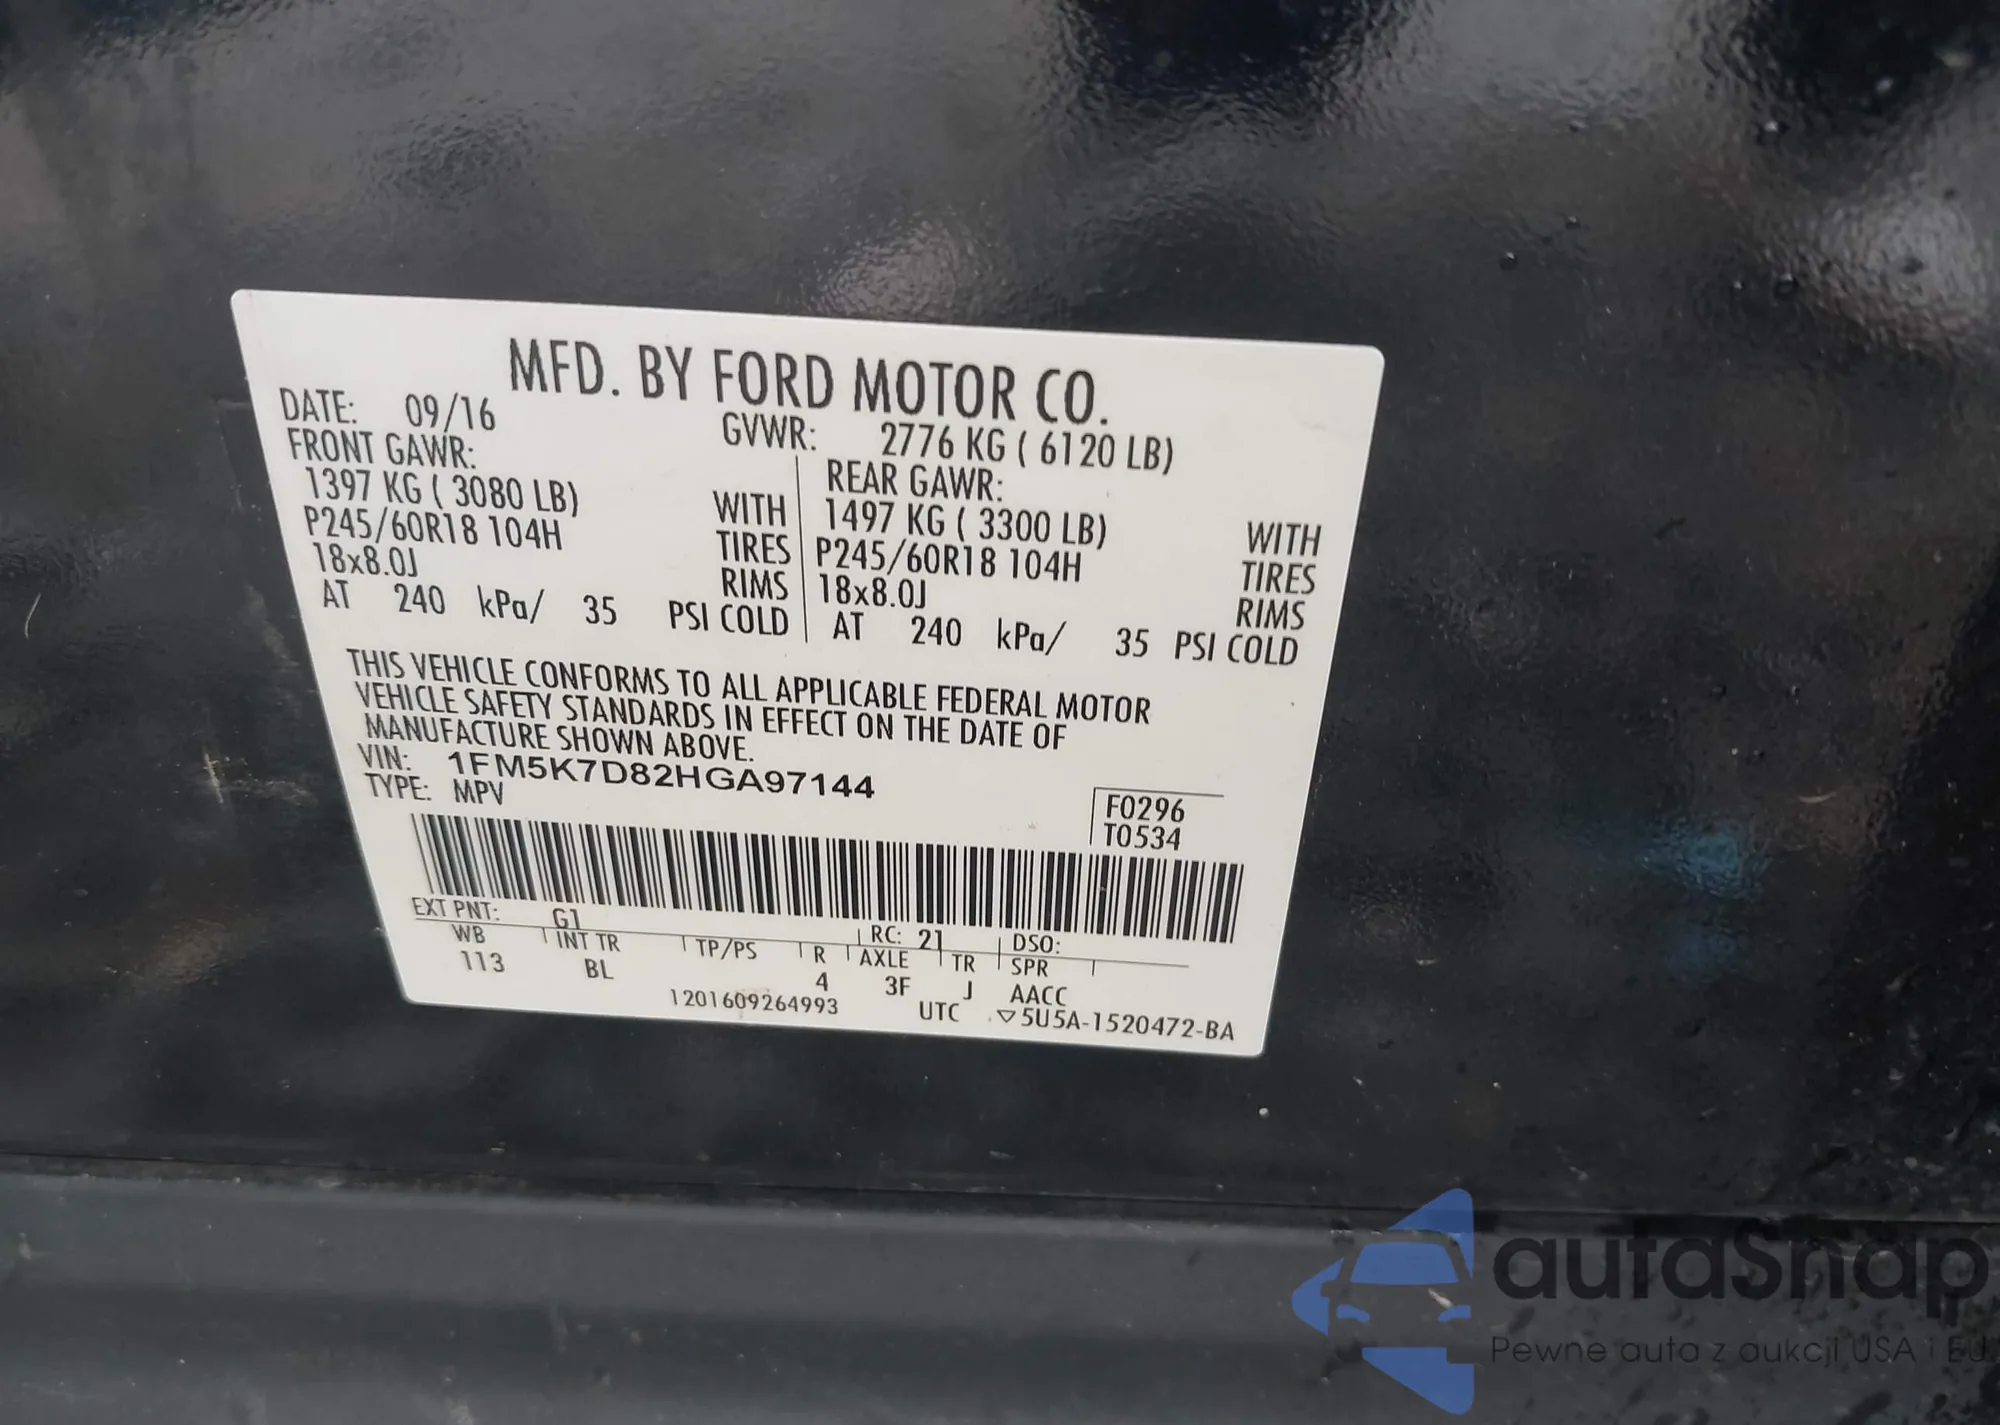 MFD. BY FORD MOTOR CO.
DATE: 09/16 GVWR: 2776 KG ( 6120 LB)
FRONT GAWR: REAR GAWR:
1397 KG ( 3080 LB) WITH 1497 KG ( 3300 LB) WITH
P245/60R18 104H TIRES P245/60R18 104H TIRES
18x8.0J RIMS 18x8.0J RIMS
AT 240 kPa/ 35 PSI COLD AT 240 kPa/ 35 PSI COLD
THIS VEHICLE CONFORMS TO ALL APPLICABLE FEDERAL MOTOR
VEHICLE SAFETY STANDARDS IN EFFECT ON THE DATE OF
MANUFACTURE SHOWN ABOVE.
VIN: 1FM5K7D82HGA97144
TYPE: MPV
F0296
T0534
EXT PNT: G1 RC: 21 DSO:
WB INT TR TP/PS R AXLE TR SPR
113 BL 4 3F J AACC
1201609264993 UTC ▽5U5A-1520472-BA
autaSnap
Pewne auta z aukcji USA i EU